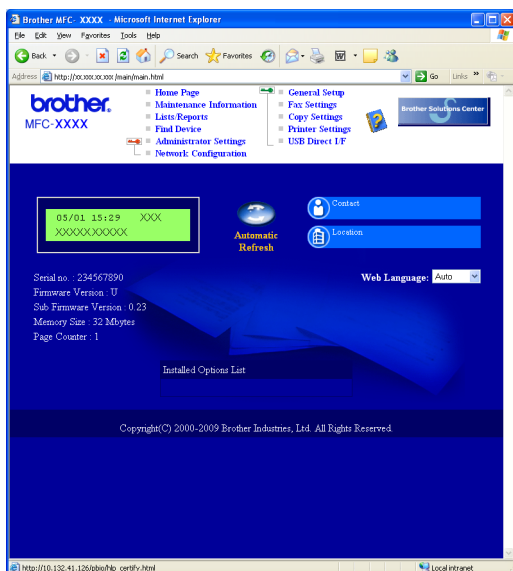 Brother MFC- XXXX - Microsoft Internet Explorer
File Edit View Favorites Tools Help
Back Search Favorites
Address http://xx.xxx.xx.xxx /main/main.html Go Links »
brother.
MFC-XXXX
Home Page
Maintenance Information
Lists/Reports
Find Device
Administrator Settings
Network Configuration
General Setup
Fax Settings
Copy Settings
Printer Settings
USB Direct I/F
Brother Solutions Center
05/01 15:29 XXX
XXXXXXXXXX
Automatic
Refresh
Contact
Location
Serial no. : 234567890
Web Language: Auto
Firmware Version : U
Sub Firmware Version : 0.23
Memory Size : 32 Mbytes
Page Counter : 1
Installed Options List
Copyright(C) 2000-2009 Brother Industries, Ltd. All Rights Reserved.
http://10.132.41.126/pbio/hlp_certify.html Local intranet